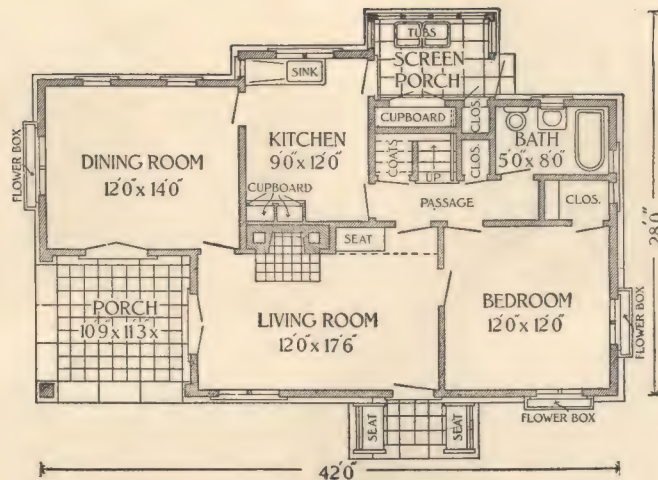 TUBS
SCREEN
PORCH
SINK
CUPBOARD
CLOS.
KITCHEN
9'0" x 12'0"
BATH
5'0" x 8'0"
FLOWER BOX
DINING ROOM
12'0" x 14'0"
COATS
UP
CLOS.
CUPBOARD
PASSAGE
CLOS.
SEAT
28'0"
PORCH
10'9" x 11'3" x
LIVING ROOM
12'0" x 17'6"
BEDROOM
12'0" x 12'0"
FLOWER BOX
SEAT
SEAT
FLOWER BOX
42'0"